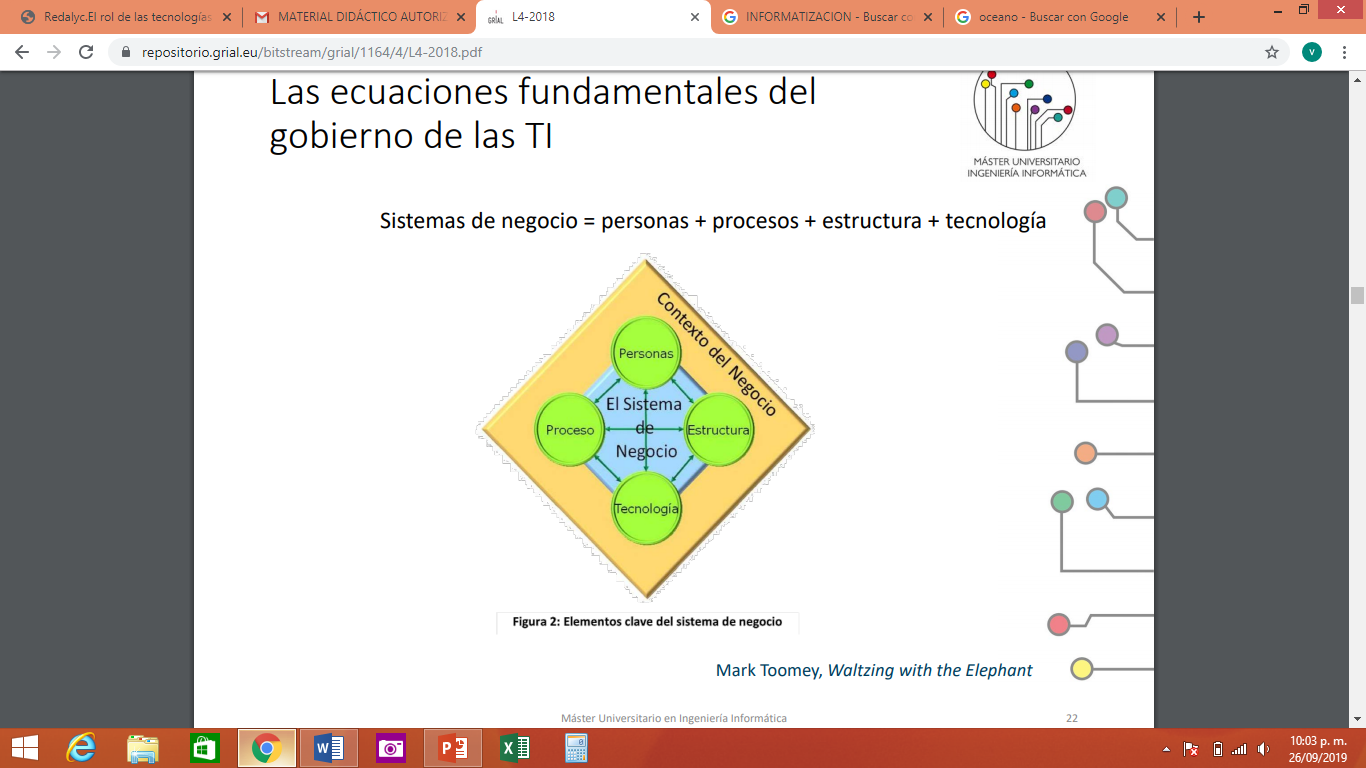 Redalyc.El rol de las tecnologías
MATERIAL DIDÁCTICO AUTORIZ
L4-2018
INFORMATIZACION - Buscar co
oceano - Buscar con Google
repositorio.grial.eu/bitstream/grial/1164/4/L4-2018.pdf
V
Las ecuaciones fundamentales del
gobierno de las TI
MÁSTER UNIVERSITARIO
INGENIERÍA INFORMÁTICA
Sistemas de negocio = personas + procesos + estructura + tecnología
Contexto del Negocio
Personas
El Sistema
de
Negocio
Proceso
Estructura
Tecnología
Figura 2: Elementos clave del sistema de negocio
Mark Toomey, Waltzing with the Elephant
Máster Universitario en Ingeniería Informática
22
10:03 p. m.
26/09/2019